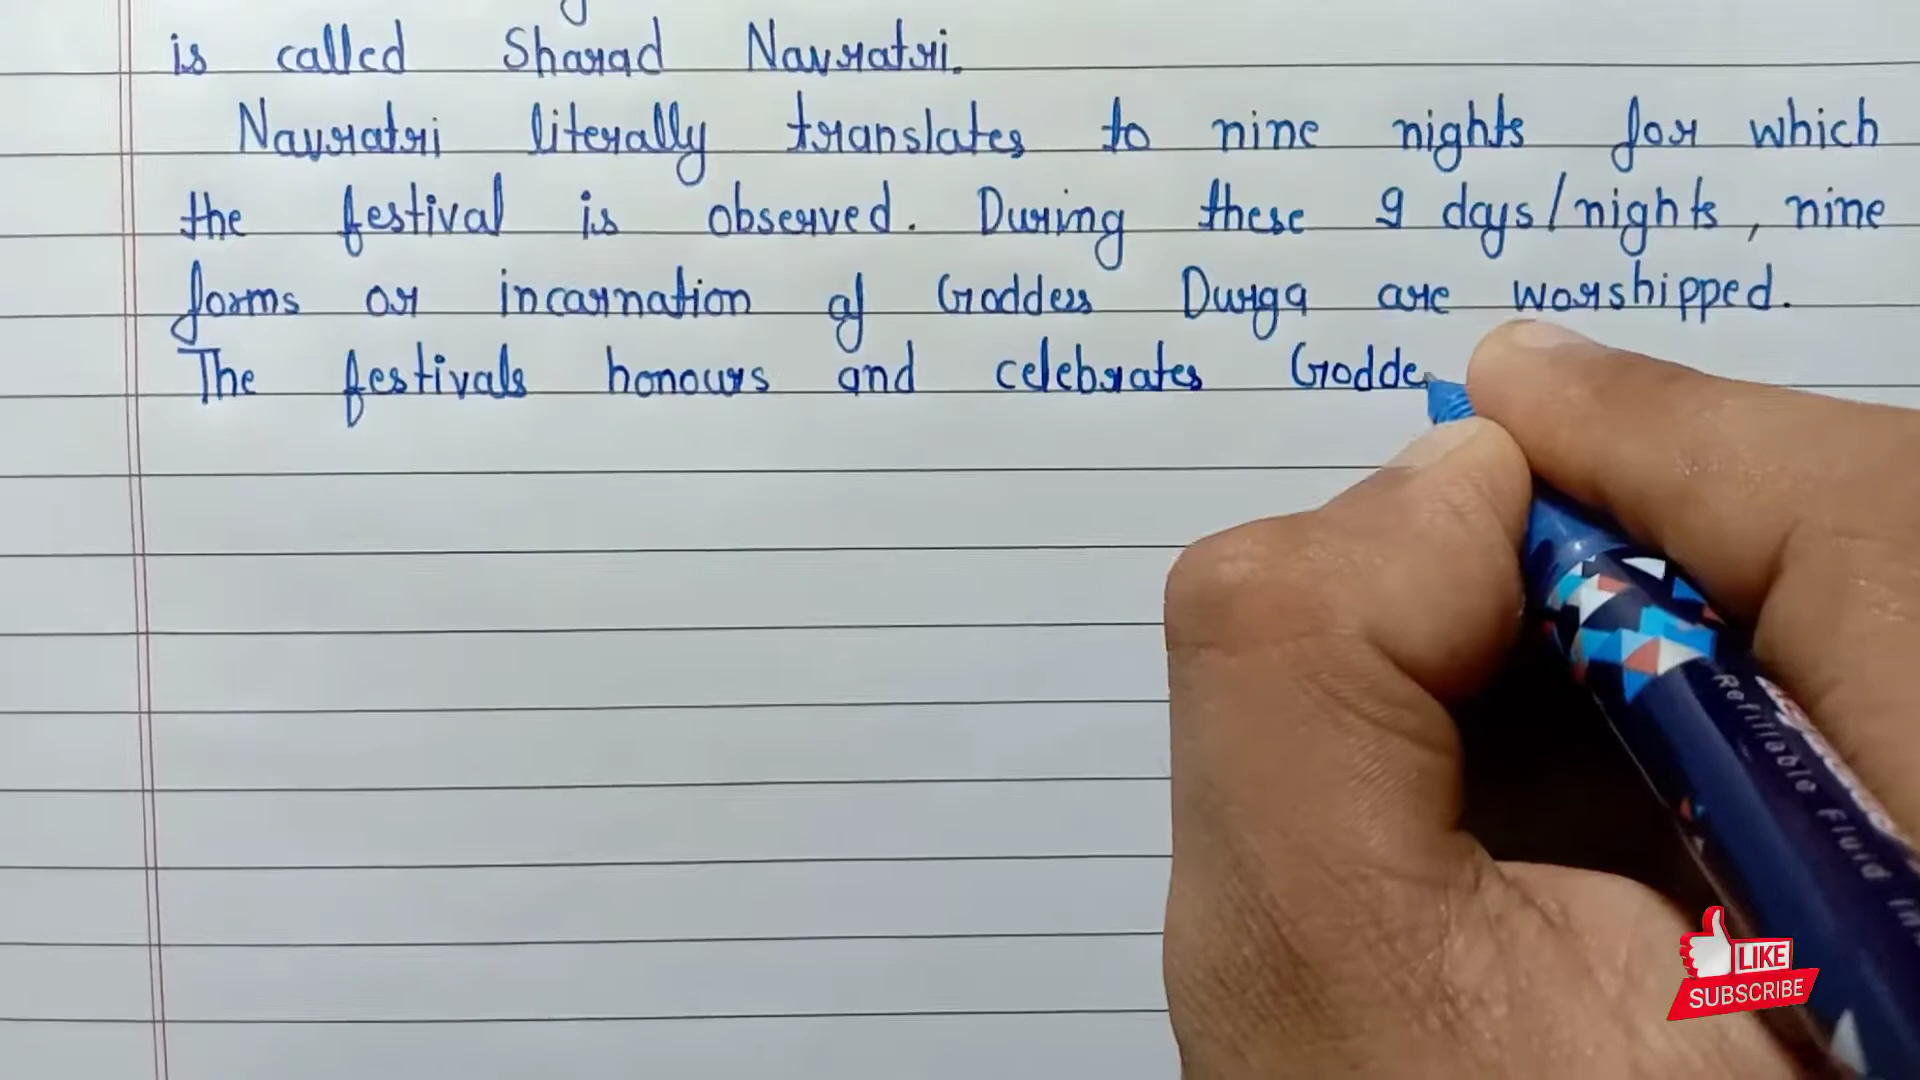 is called Sharad Navratri.
Navratri literally translates to nine nights for which
the festival is observed. During these 9 days/nights, nine
forms or incarnation of Goddess Durga are worshipped.
The festivals honours and celebrates Godde
Refillable Fluid
LIKE
SUBSCRIBE